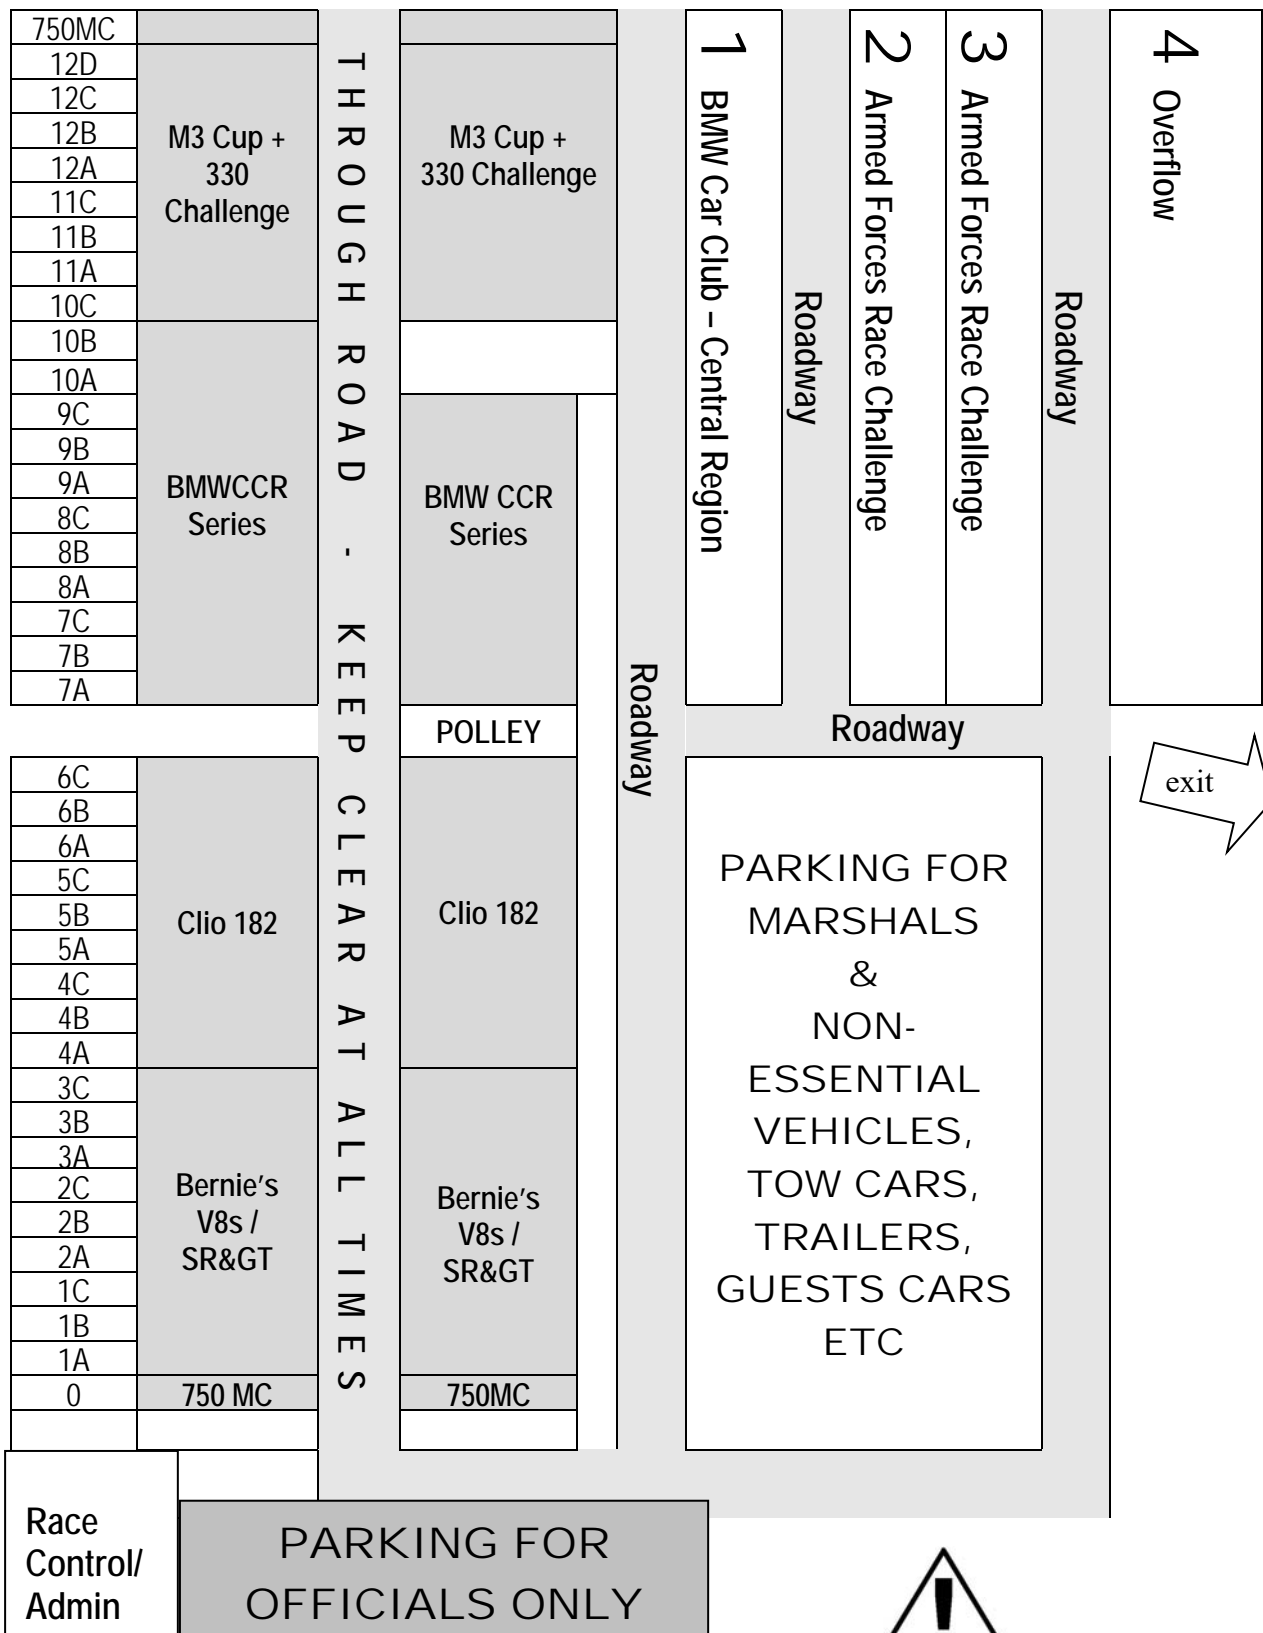 750MC
12D
12C
12B
12A
11C
11B
11A
10C
10B
10A
9C
9B
9A
8C
8B
8A
7C
7B
7A
6C
6B
6A
5C
5B
5A
4C
4B
4A
3C
3B
3A
2C
2B
2A
1C
1B
1A
0
M3 Cup +
330
Challenge
BMWCCR
Series
Clio 182
Bernie's
V8s /
SR&GT
750 MC
THROUGH ROAD - KEEP CLEAR AT ALL TIMES
M3 Cup +
330 Challenge
BMW CCR
Series
POLLEY
Clio 182
Bernie's
V8s /
SR&GT
750MC
Roadway
1 BMW Car Club – Central Region
Roadway
2 Armed Forces Race Challenge
3 Armed Forces Race Challenge
Roadway
4 Overflow
Roadway
exit
PARKING FOR
MARSHALS
&
NON-
ESSENTIAL
VEHICLES,
TOW CARS,
TRAILERS,
GUESTS CARS
ETC
Race
Control/
Admin
PARKING FOR
OFFICIALS ONLY
!